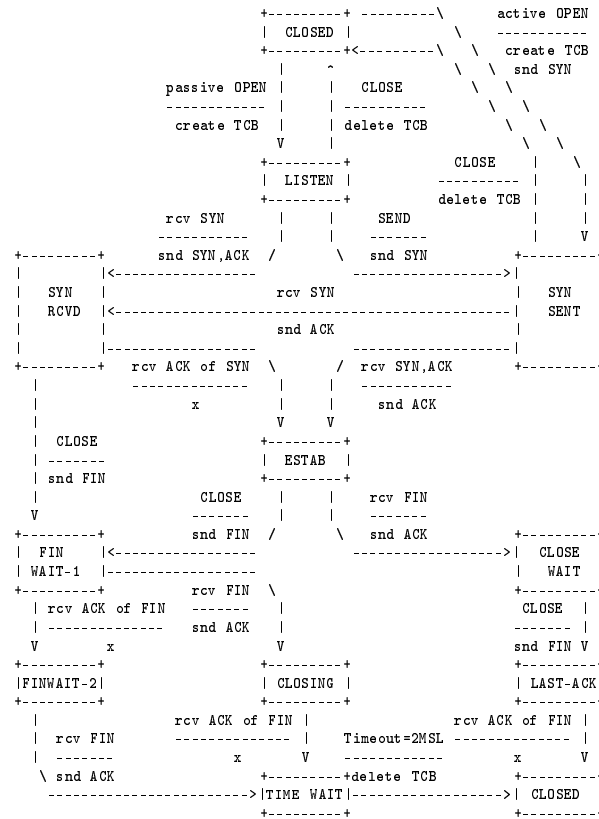 +---------+ ---------\      active OPEN
                              |  CLOSED |            \    -----------
                              +---------+<---------\   \   create TCB
                                |     ^              \   \  snd SYN
                   passive OPEN |     |   CLOSE        \   \
                   ------------ |     | ----------       \   \
                    create TCB  |     | delete TCB         \   \
                                V     |                      \   \
                              +---------+            CLOSE    |    \
                              |  LISTEN |          ---------- |     |
                              +---------+          delete TCB |     |
                   rcv SYN      |     |     SEND              |     |
                  -----------   |     |    -------            |     V
+---------+      snd SYN,ACK  /       \   snd SYN          +---------+
|         |<------------------           ------------------>|         |
|   SYN   |                    rcv SYN                     |   SYN
|   RCVD  |<-----------------------------------------------|   SENT
|         |                    snd ACK                     |
|         |------------------           -------------------|
+---------+   rcv ACK of SYN  \       /  rcv SYN,ACK       +---------+
  |           --------------   |     |   -----------
  |                  x         |     |     snd ACK
  |                            V     V
  |  CLOSE                   +---------+
  | -------                  |  ESTAB  |
  | snd FIN                  +---------+
  |                   CLOSE    |     |    rcv FIN
  V                  -------   |     |    -------
+---------+          snd FIN  /       \   snd ACK          +---------+
|  FIN    |<-----------------           ------------------>|  CLOSE
| WAIT-1  |------------------                              |   WAIT
+---------+          rcv FIN  \                            +---------+
  | rcv ACK of FIN   -------   |                            CLOSE  |
  | --------------   snd ACK   |                           ------- |
  V        x                   V                           snd FIN V
+---------+                  +---------+                   +---------+
|FINWAIT-2|                  | CLOSING |                   | LAST-ACK
+---------+                  +---------+                   +---------+
  |                rcv ACK of FIN |                 rcv ACK of FIN |
  |  rcv FIN       -------------- |    Timeout=2MSL -------------- |
  |  -------              x       V    ------------        x       V
   \ snd ACK                 +---------+delete TCB         +---------+
    ------------------------>|TIME WAIT|------------------>| CLOSED
                             +---------+                   +---------+